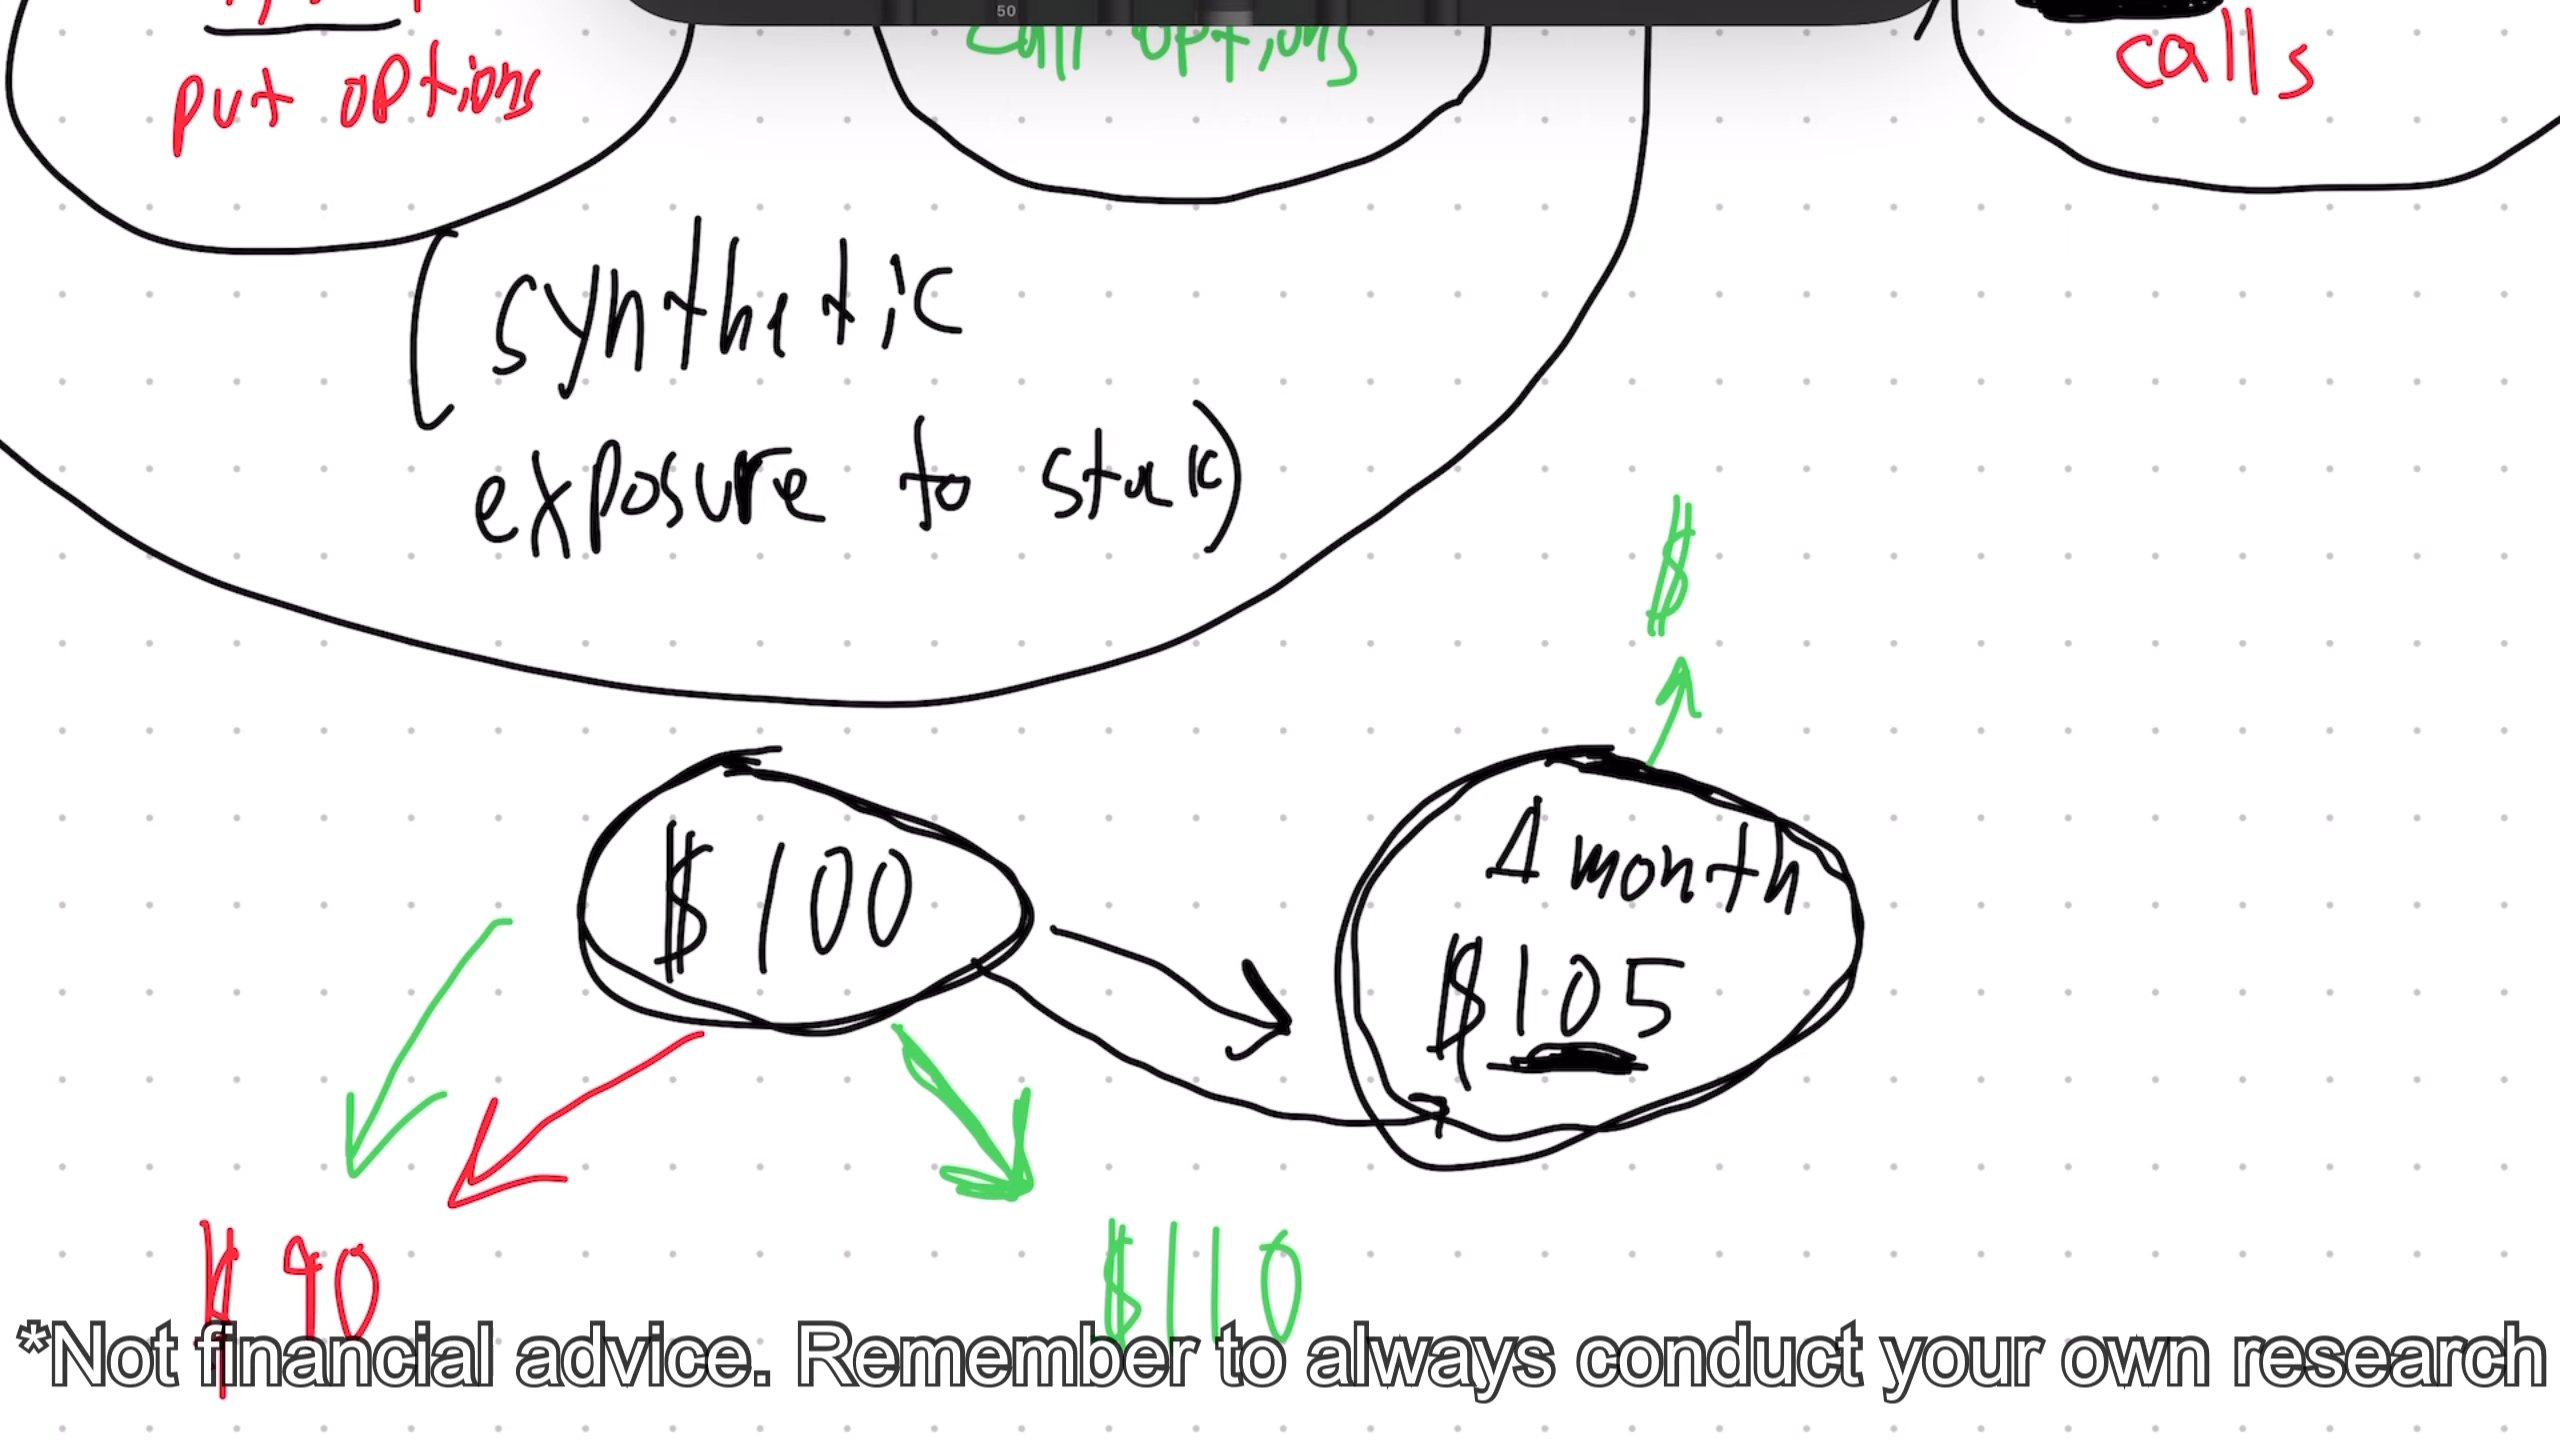 50
put options
call options
calls
(synthetic
exposure to stock)
$
$100
1 month
$105
$90
$110
*Not financial advice. Remember to always conduct your own research